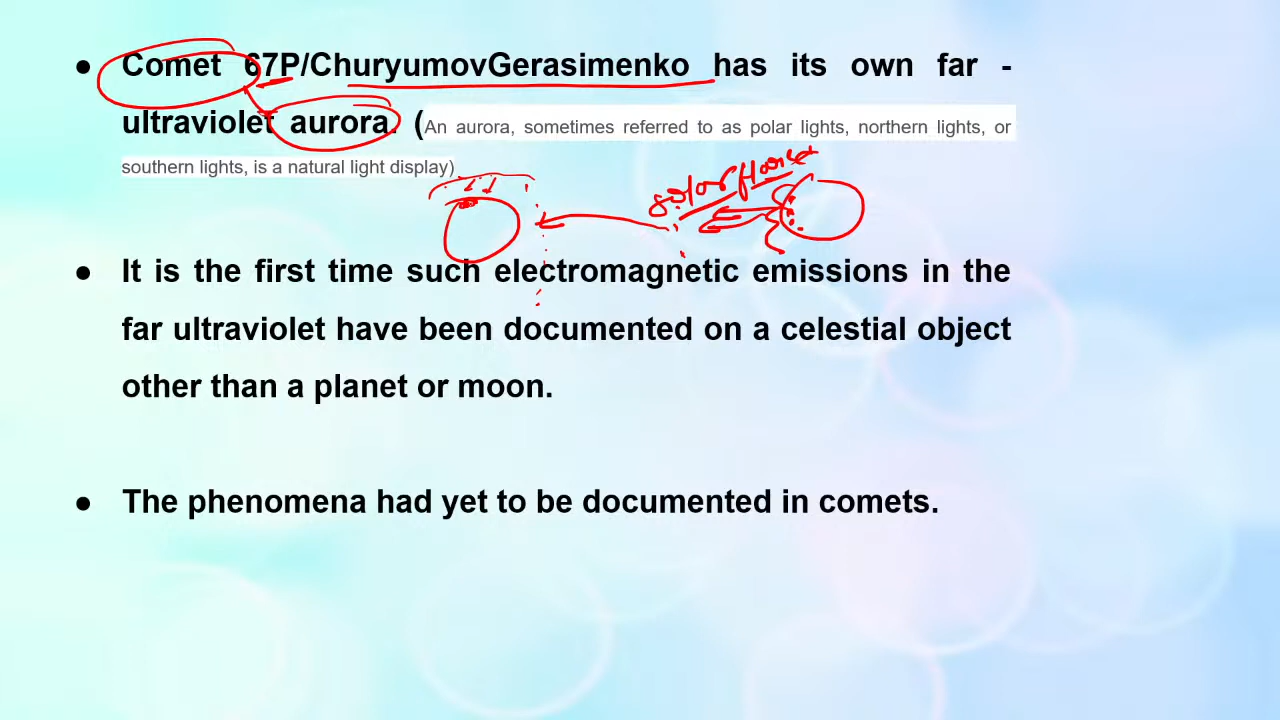 ● Comet 67P/ChuryumovGerasimenko has its own far -
ultraviolet aurora. (An aurora, sometimes referred to as polar lights, northern lights, or
southern lights, is a natural light display)
solar flares
● It is the first time such electromagnetic emissions in the
far ultraviolet have been documented on a celestial object
other than a planet or moon.
● The phenomena had yet to be documented in comets.